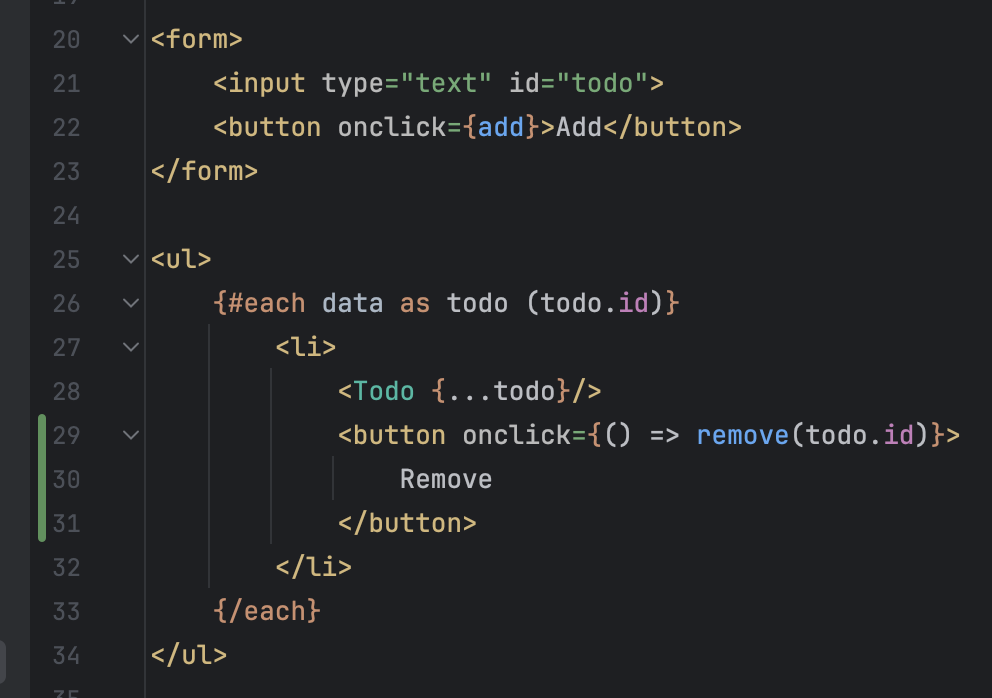 19
20 <form>
21 <input type="text" id="todo">
22 <button onclick={add}>Add</button>
23 </form>
24
25 <ul>
26 {#each data as todo (todo.id)}
27 <li>
28 <Todo {...todo}/>
29 <button onclick={() => remove(todo.id)}>
30 Remove
31 </button>
32 </li>
33 {/each}
34 </ul>
35